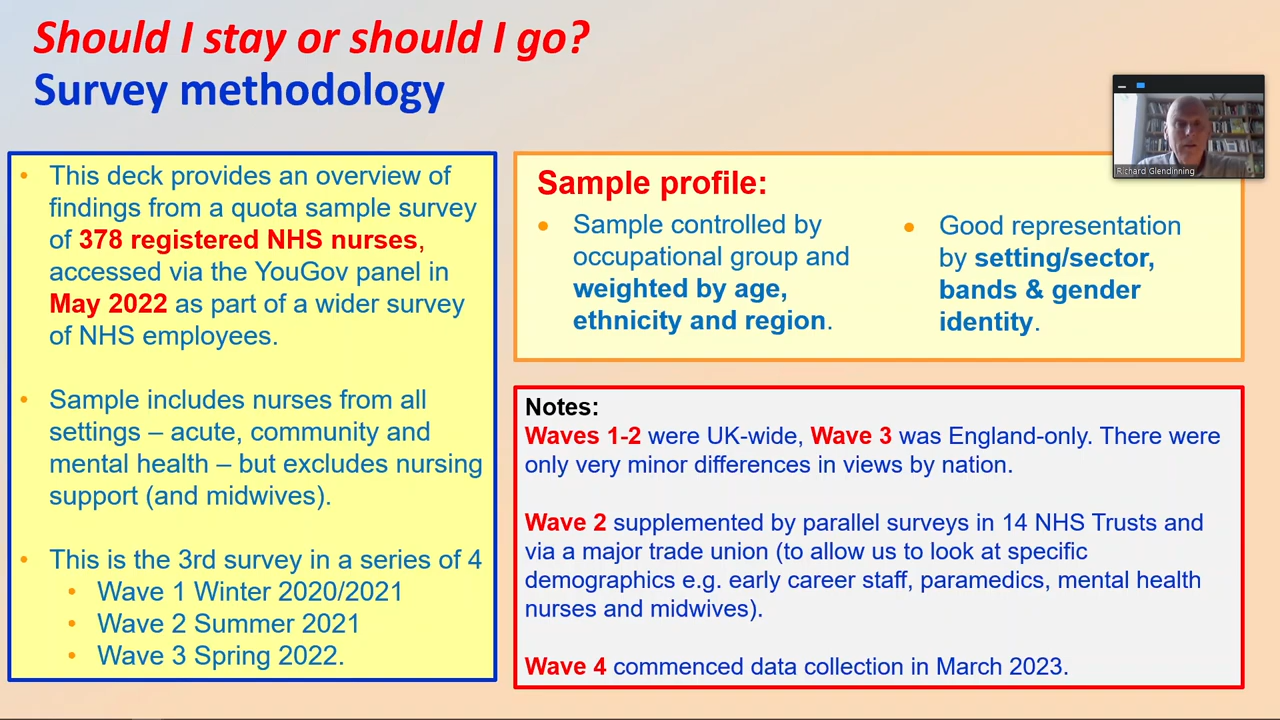 Should I stay or should I go?
Survey methodology
• This deck provides an overview of
findings from a quota sample survey
of 378 registered NHS nurses,
accessed via the YouGov panel in
May 2022 as part of a wider survey
of NHS employees.
• Sample includes nurses from all
settings – acute, community and
mental health – but excludes nursing
support (and midwives).
• This is the 3rd survey in a series of 4
• Wave 1 Winter 2020/2021
• Wave 2 Summer 2021
• Wave 3 Spring 2022.
Sample profile:
• Sample controlled by
occupational group and
weighted by age,
ethnicity and region.
• Good representation
by setting/sector,
bands & gender
identity.
Richard Glendinning
Notes:
Waves 1-2 were UK-wide, Wave 3 was England-only. There were
only very minor differences in views by nation.
Wave 2 supplemented by parallel surveys in 14 NHS Trusts and
via a major trade union (to allow us to look at specific
demographics e.g. early career staff, paramedics, mental health
nurses and midwives).
Wave 4 commenced data collection in March 2023.